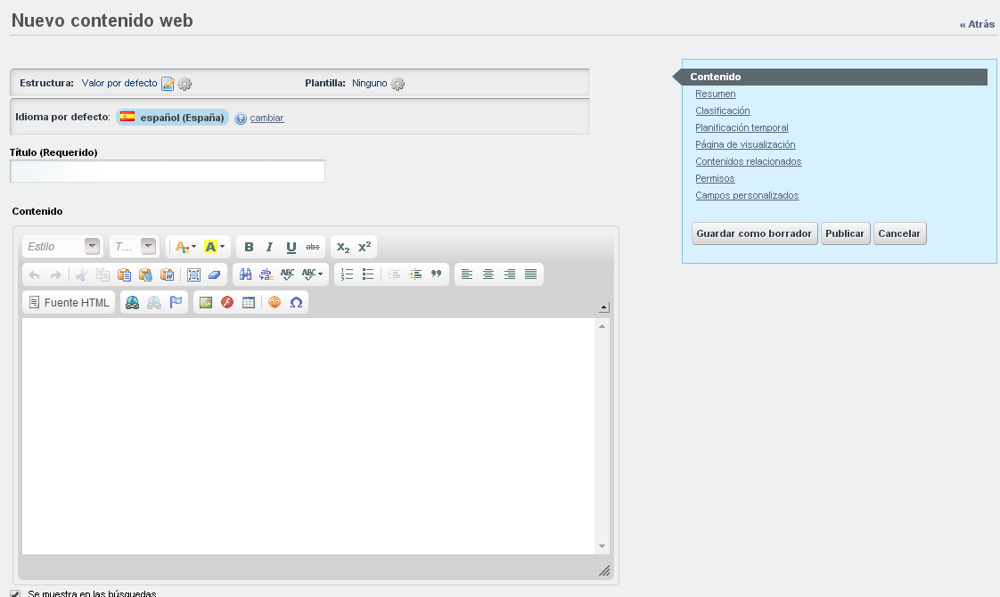 Nuevo contenido web
« Atrás
Estructura: Valor por defecto Plantilla: Ninguno
Idioma por defecto: español (España) cambiar
Título (Requerido)
Contenido
Estilo T... A A B I U abc X2 X2
ABC ABC
Fuente HTML Ω
Se muestra en las búsquedas
Contenido
Resumen
Clasificación
Planificación temporal
Página de visualización
Contenidos relacionados
Permisos
Campos personalizados
Guardar como borrador Publicar Cancelar